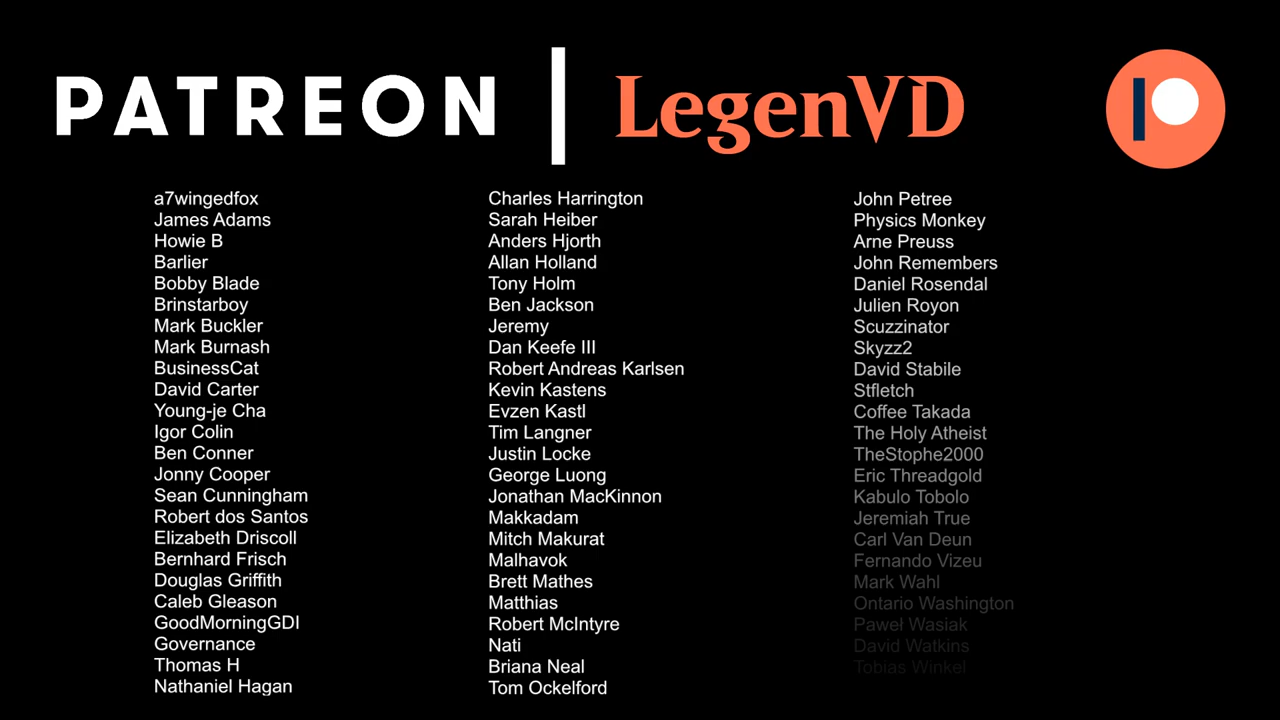 PATREON | LegenVD
a7wingedfox
James Adams
Howie B
Barlier
Bobby Blade
Brinstarboy
Mark Buckler
Mark Burnash
BusinessCat
David Carter
Young-je Cha
Igor Colin
Ben Conner
Jonny Cooper
Sean Cunningham
Robert dos Santos
Elizabeth Driscoll
Bernhard Frisch
Douglas Griffith
Caleb Gleason
GoodMorningGDI
Governance
Thomas H
Nathaniel Hagan
Charles Harrington
Sarah Heiber
Anders Hjorth
Allan Holland
Tony Holm
Ben Jackson
Jeremy
Dan Keefe III
Robert Andreas Karlsen
Kevin Kastens
Evzen Kastl
Tim Langner
Justin Locke
George Luong
Jonathan MacKinnon
Makkadam
Mitch Makurat
Malhavok
Brett Mathes
Matthias
Robert McIntyre
Nati
Briana Neal
Tom Ockelford
John Petree
Physics Monkey
Arne Preuss
John Remembers
Daniel Rosendal
Julien Royon
Scuzzinator
Skyzz2
David Stabile
Stfletch
Coffee Takada
The Holy Atheist
TheStophe2000
Eric Threadgold
Kabulo Tobolo
Jeremiah True
Carl Van Deun
Fernando Vizeu
Mark Wahl
Ontario Washington
Paweł Wasiak
David Watkins
Tobias Winkel